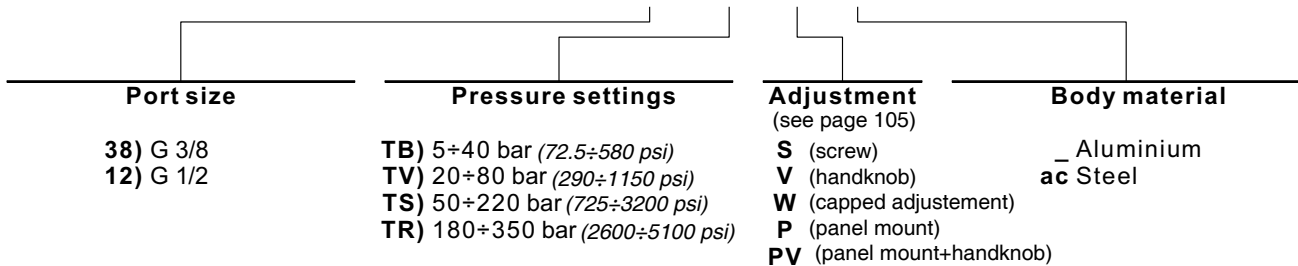 Port size
38) G 3/8
12) G 1/2
Pressure settings
TB) 5÷40 bar (72.5÷580 psi)
TV) 20÷80 bar (290÷1150 psi)
TS) 50÷220 bar (725÷3200 psi)
TR) 180÷350 bar (2600÷5100 psi)
Adjustment
(see page 105)
S (screw)
V (handknob)
W (capped adjustement)
P (panel mount)
PV (panel mount+handknob)
Body material
_ Aluminium
ac Steel